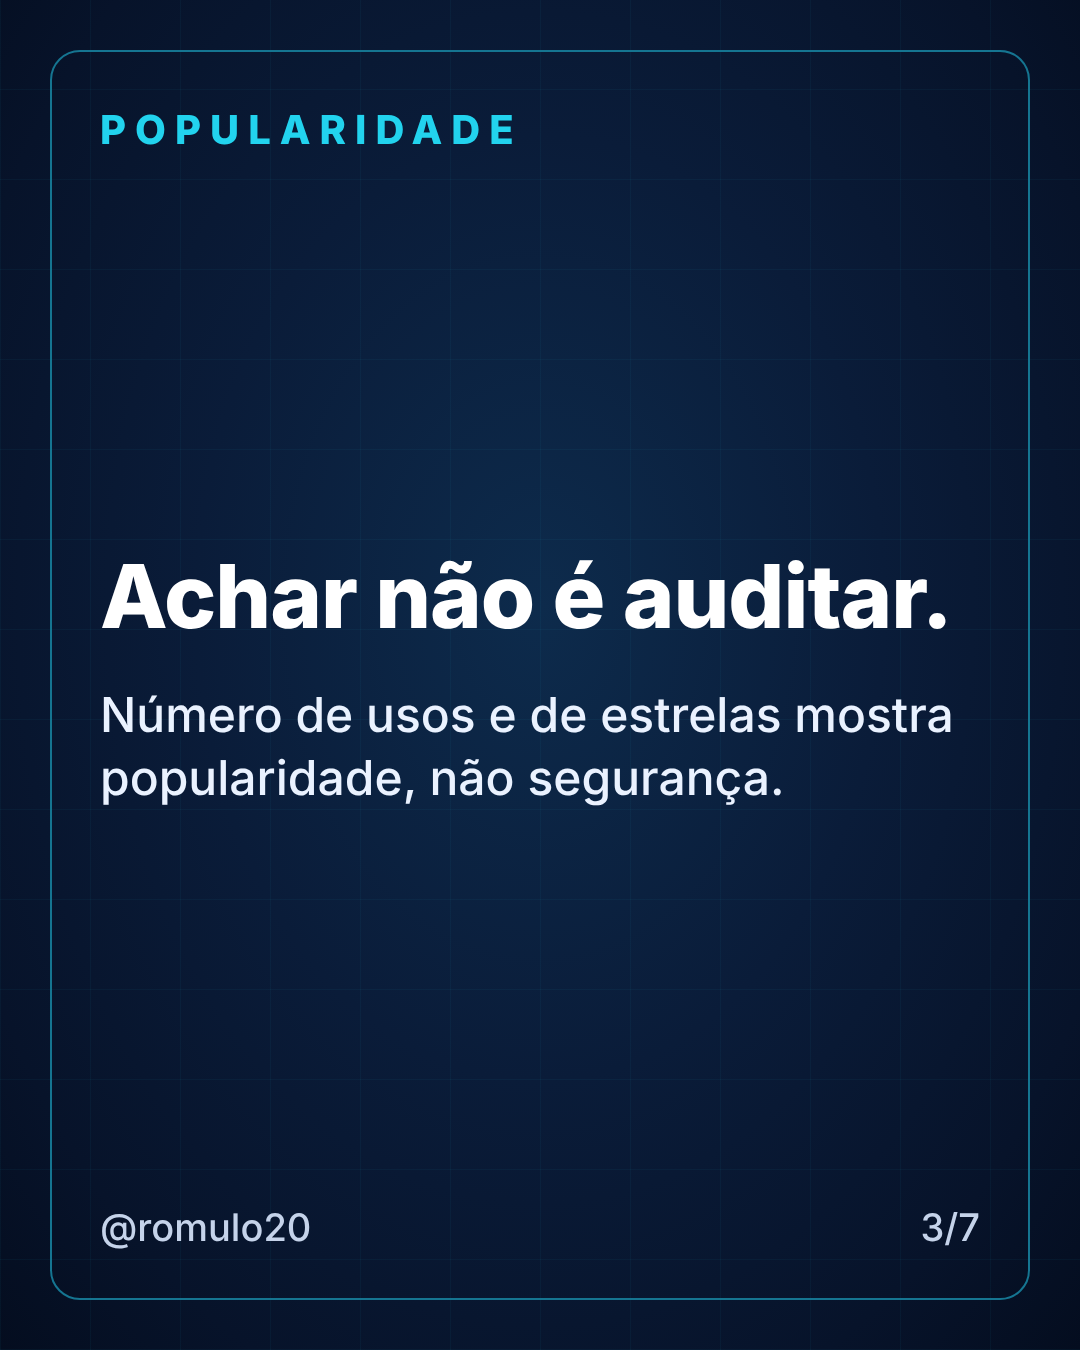 POPULARIDADE
Achar não é auditar.
Número de usos e de estrelas mostra
popularidade, não segurança.
@romulo20
3/7